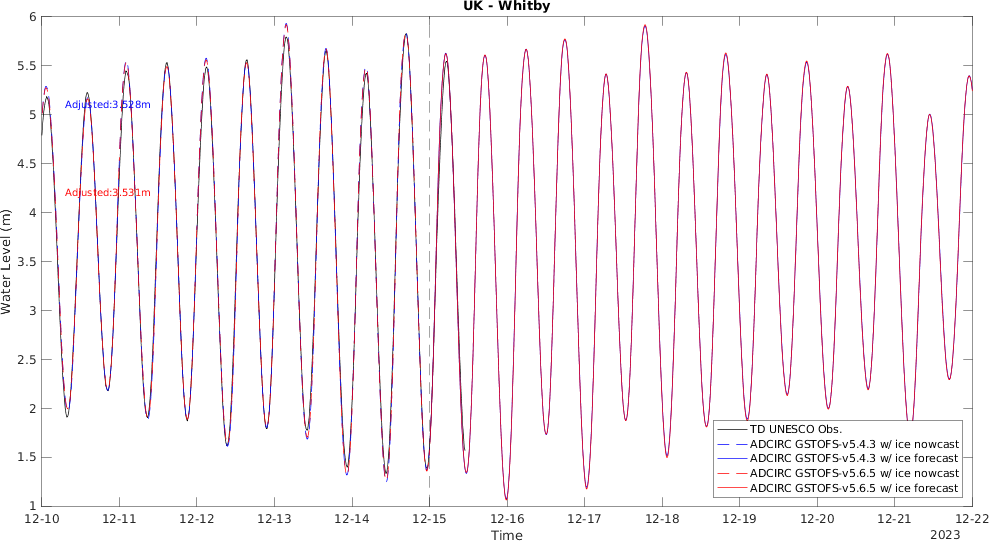 UK - Whitby
6
5.5
5
4.5
4
3.5
3
2.5
2
1.5
1
Water Level (m)
Adjusted:3.528m
Adjusted:3.531m
TD UNESCO Obs.
ADCIRC GSTOFS-v5.4.3 w/ ice nowcast
ADCIRC GSTOFS-v5.4.3 w/ ice forecast
ADCIRC GSTOFS-v5.6.5 w/ ice nowcast
ADCIRC GSTOFS-v5.6.5 w/ ice forecast
12-10 12-11 12-12 12-13 12-14 12-15 12-16 12-17 12-18 12-19 12-20 12-21 12-22
Time
2023